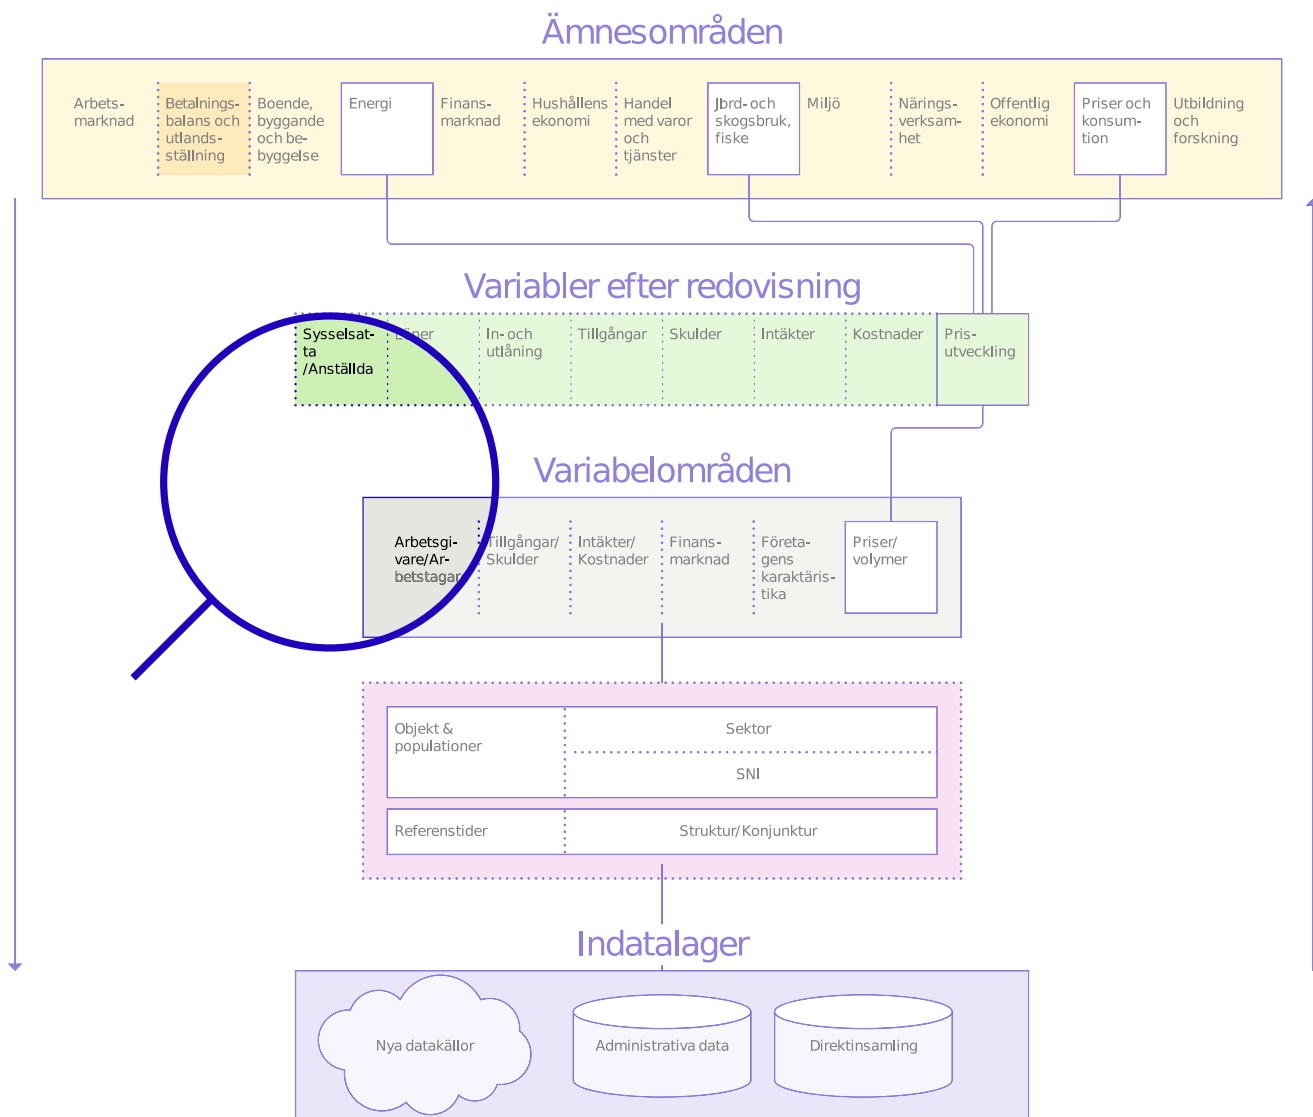 Ämnesområden
Arbets-
marknad
Betalnings-
balans och
utlands-
ställning
Boende,
byggande
och be-
byggelse
Energi
Finans-
marknad
Hushållens
ekonomi
Handel
med varor
och
tjänster
Jord- och
skogsbruk,
fiske
Miljö
Närings-
verksam-
het
Offentlig
ekonomi
Priser och
konsum-
tion
Utbildning
och
forskning
Variabler efter redovisning
Sysselsat-
ta
/Anställda
Löner
In- och
utlåning
Tillgångar
Skulder
Intäkter
Kostnader
Pris-
utveckling
Variabelområden
Arbetsgi-
vare/Ar-
betstagare
Tillgångar/
Skulder
Intäkter/
Kostnader
Finans-
marknad
Företa-
gens
karaktäris-
tika
Priser/
volymer
Objekt &
populationer
Sektor
SNI
Referenstider
Struktur/Konjunktur
Indatalager
Nya datakällor
Administrativa data
Direktinsamling